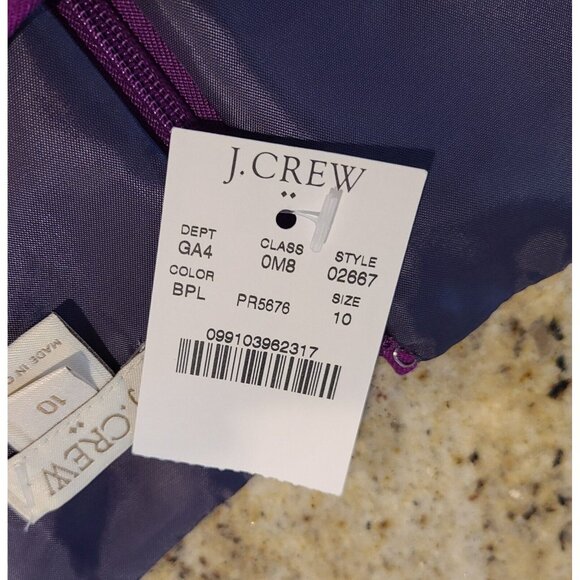 J.CREW
DEPT CLASS STYLE
GA4 0M8 02667
COLOR SIZE
BPL PR5676 10
099103962317
MADE IN
10
J.CREW